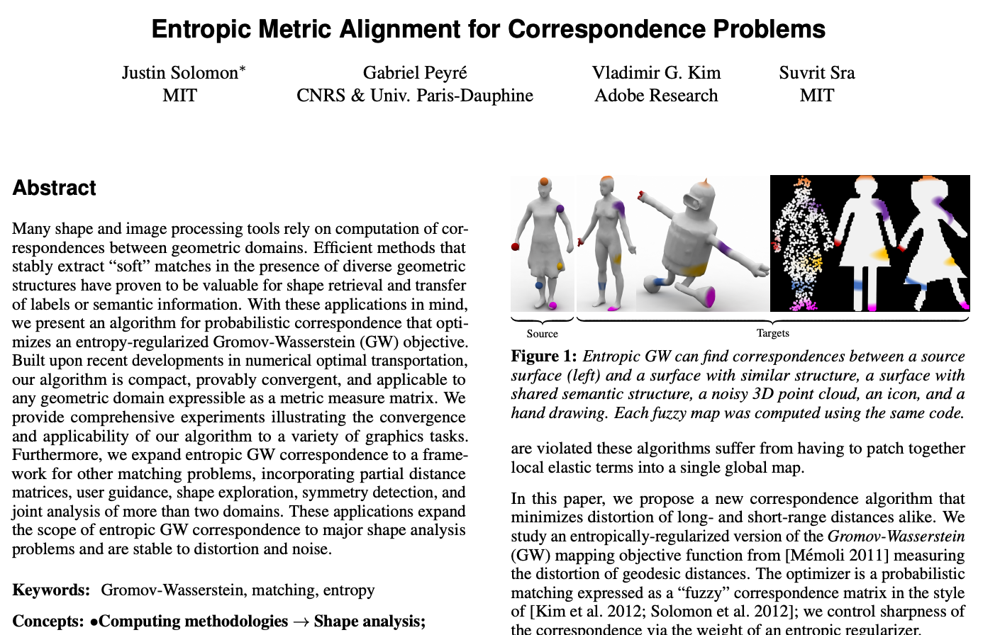 Entropic Metric Alignment for Correspondence Problems
Justin Solomon*
MIT
Gabriel Peyré
CNRS & Univ. Paris-Dauphine
Vladimir G. Kim
Adobe Research
Suvrit Sra
MIT
Abstract
Many shape and image processing tools rely on computation of cor-
respondences between geometric domains. Efficient methods that
stably extract “soft” matches in the presence of diverse geometric
structures have proven to be valuable for shape retrieval and transfer
of labels or semantic information. With these applications in mind,
we present an algorithm for probabilistic correspondence that opti-
mizes an entropy-regularized Gromov-Wasserstein (GW) objective.
Built upon recent developments in numerical optimal transportation,
our algorithm is compact, provably convergent, and applicable to
any geometric domain expressible as a metric measure matrix. We
provide comprehensive experiments illustrating the convergence
and applicability of our algorithm to a variety of graphics tasks.
Furthermore, we expand entropic GW correspondence to a frame-
work for other matching problems, incorporating partial distance
matrices, user guidance, shape exploration, symmetry detection, and
joint analysis of more than two domains. These applications expand
the scope of entropic GW correspondence to major shape analysis
problems and are stable to distortion and noise.
Keywords: Gromov-Wasserstein, matching, entropy
Concepts: •Computing methodologies → Shape analysis;
Source
Targets
Figure 1: Entropic GW can find correspondences between a source
surface (left) and a surface with similar structure, a surface with
shared semantic structure, a noisy 3D point cloud, an icon, and a
hand drawing. Each fuzzy map was computed using the same code.
are violated these algorithms suffer from having to patch together
local elastic terms into a single global map.
In this paper, we propose a new correspondence algorithm that
minimizes distortion of long- and short-range distances alike. We
study an entropically-regularized version of the Gromov-Wasserstein
(GW) mapping objective function from [Mémoli 2011] measuring
the distortion of geodesic distances. The optimizer is a probabilistic
matching expressed as a “fuzzy” correspondence matrix in the style
of [Kim et al. 2012; Solomon et al. 2012]; we control sharpness of
the correspondence via the weight of an entropic regularizer.